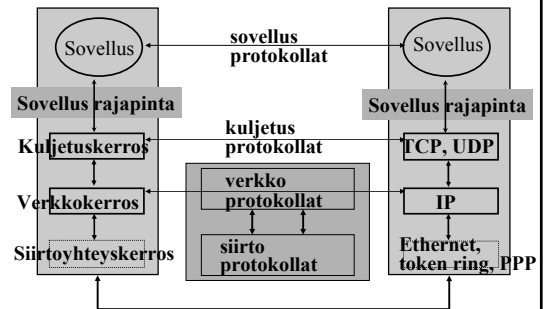 Sovellus
sovellus
protokollat
Sovellus
Sovellus rajapinta
Sovellus rajapinta
Kuljetuskerros
kuljetus
protokollat
TCP, UDP
Verkkokerros
verkko
protokollat
IP
Siirtoyhteyskerros
siirto
protokollat
Ethernet,
token ring, PPP